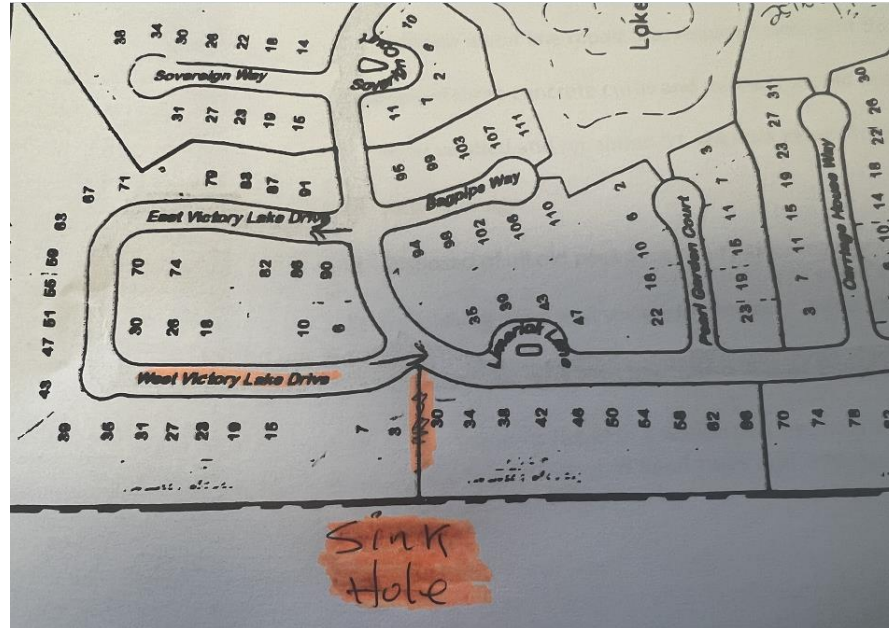 Lake
38 34 30 26 22 18 14
Sovereign Way
31 27 23 19 15
10
8
2
1
11
71 79 83 87 91
67
63
59
55
51
47
43
East Victory Lake Drive
70 74 82 86 90
30 26 18 10 6
West Victory Lake Drive
39 35 31 27 23 19 15 7 3
95 99 103 107 111
Bagpipe Way
94 98 102 106 110
35 39 43 47
Limerick
2
6
10
18
22
Pearl Garden Court
3
7
11
15
19
23
31
27
23
19
15
11
7
3
Carriage House Way
30
26
22
18
14
10
30 34 38 42 46 50 54 58 62 66 70 74 78
Sink
Hole